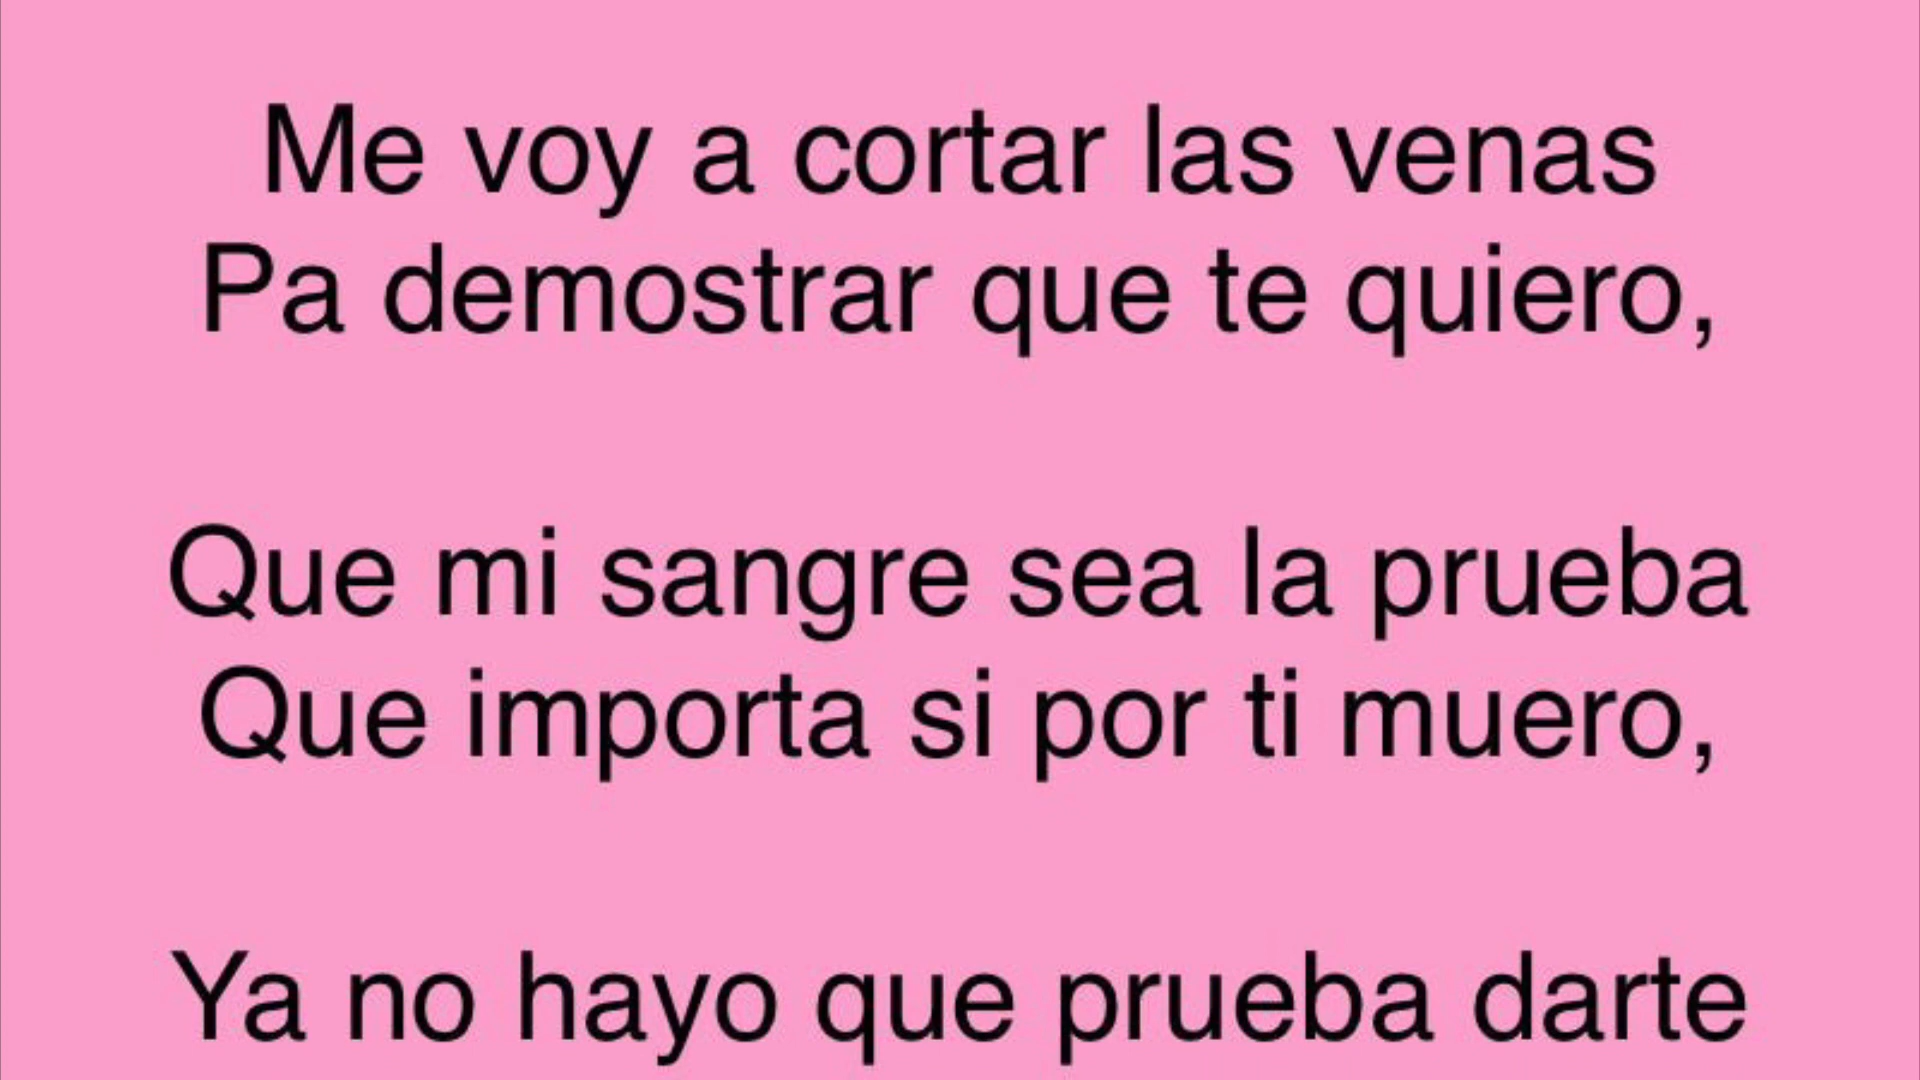 Me voy a cortar las venas
Pa demostrar que te quiero,
Que mi sangre sea la prueba
Que importa si por ti muero,
Ya no hayo que prueba darte